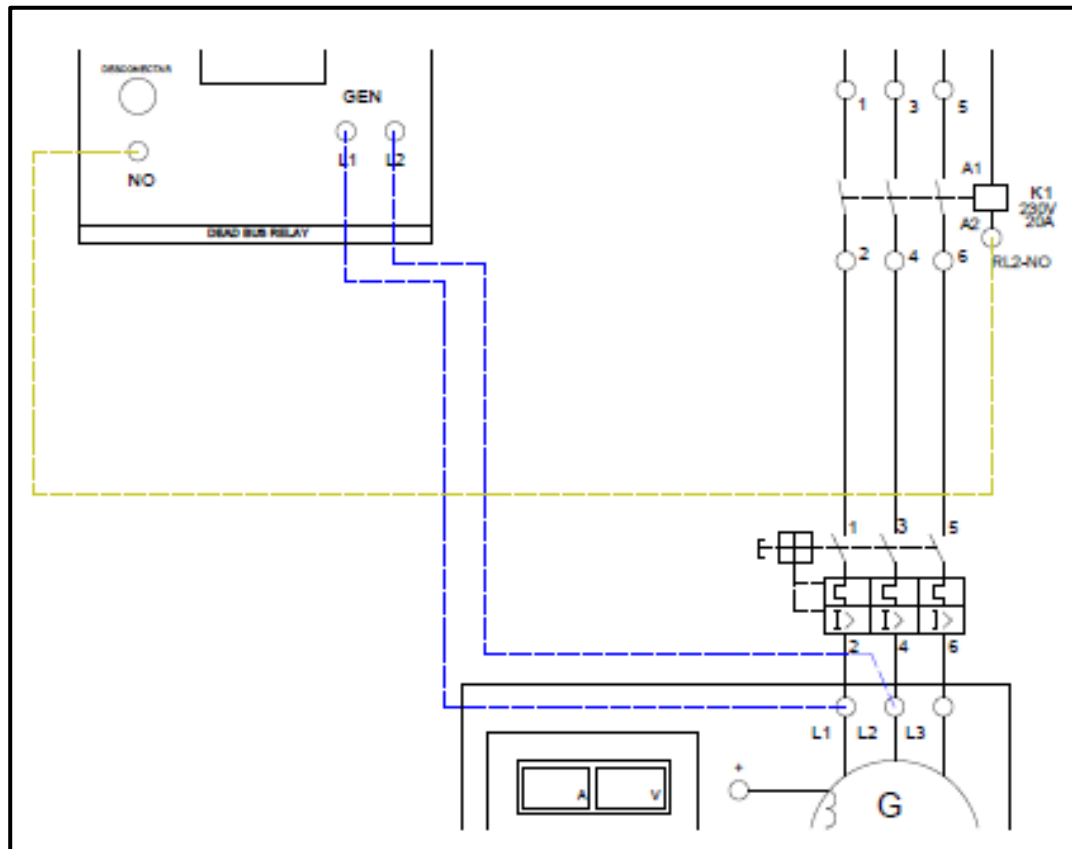 DESCONECTAR
GEN
L1 L2
NO
DEAD BUS RELAY
1 3 5
A1
K1
230V
20A
A2
2 4 6
RL2-NO
1 3 5
I> I> I>
2 4 6
L1 L2 L3
+
A V
G